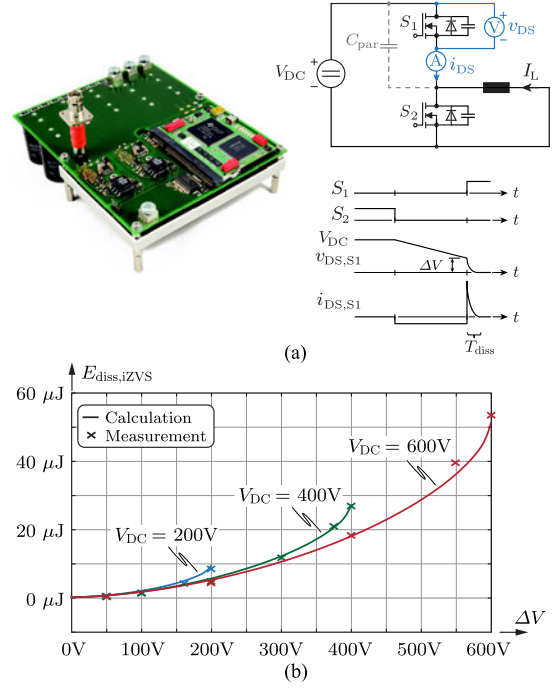 S1
V
vDS
Cpar
A
iDS
VDC
IL
S2
S1 t
S2 t
VDC
vDS,S1 ΔV t
iDS,S1 t
Tdiss
(a)
Ediss,iZVS
60 μJ
Calculation
Measurement
VDC = 600V
40 μJ
VDC = 400V
20 μJ
VDC = 200V
0 μJ
0V 100V 200V 300V 400V 500V 600V ΔV
(b)